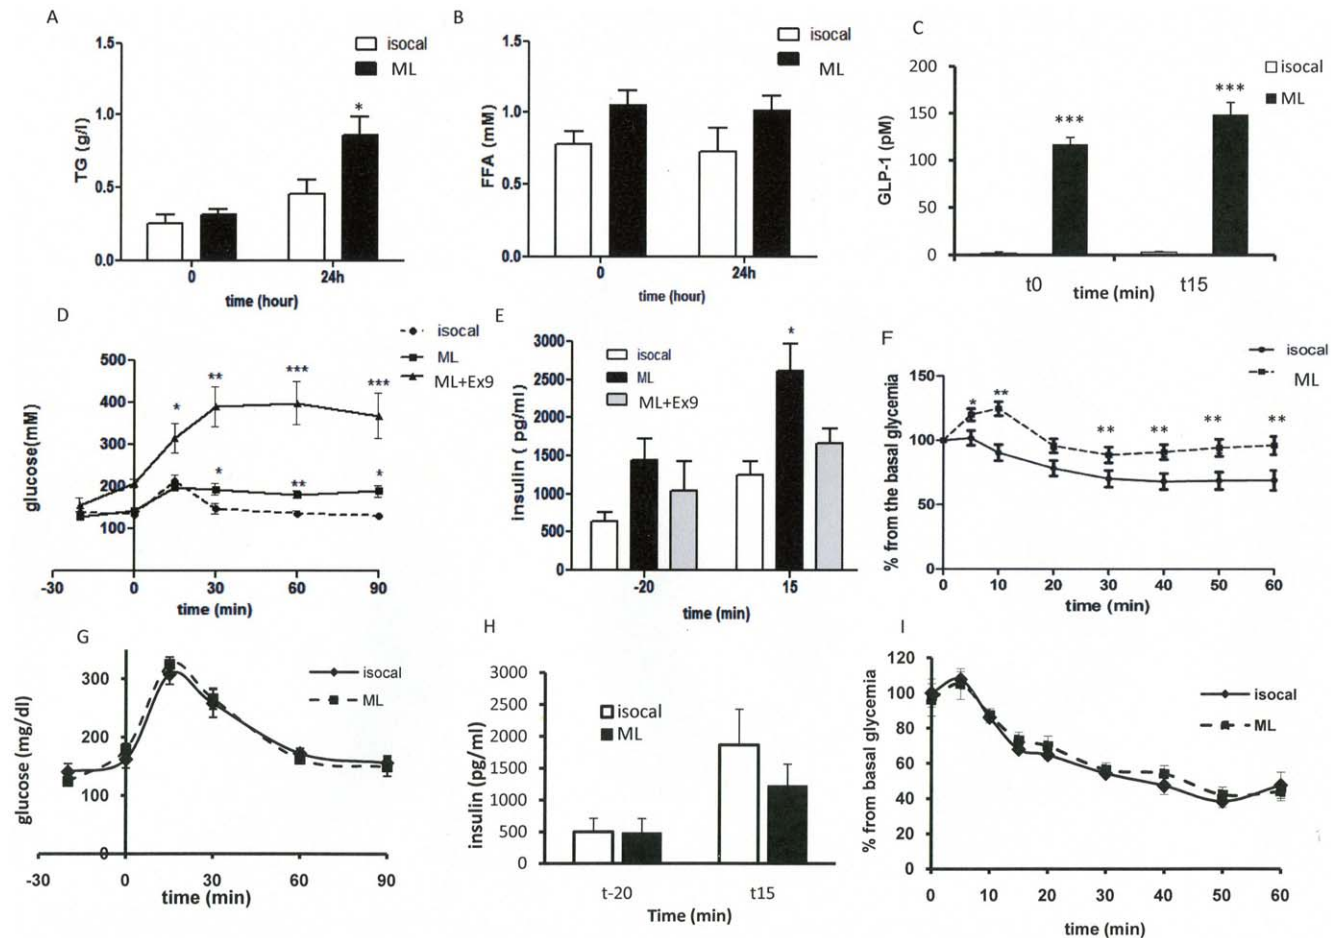 A
isocal
ML
1.5
1.0
0.5
0.0
TG (g/l)
*
0
24h
time (hour)
B
isocal
ML
1.5
1.0
0.5
0.0
FFA (mM)
0
24h
time (hour)
C
isocal
ML
200
150
100
50
0
GLP-1 (pM)
***
***
t0
t15
time (min)
D
isocal
ML
ML+Ex9
500
400
300
200
100
glucose(mM)
*
**
***
***
*
**
*
-30
0
30
60
90
time (min)
E
isocal
ML
ML+Ex9
3000
2500
2000
1500
1000
500
0
insulin ( pg/ml)
*
-20
15
time (min)
F
isocal
ML
150
100
50
0
% from the basal glycemia
*
**
**
**
**
**
0
10
20
30
40
50
60
time (min)
G
isocal
ML
300
200
100
0
glucose (mg/dl)
-30
0
30
60
90
time (min)
H
isocal
ML
3000
2500
2000
1500
1000
500
0
insulin (pg/ml)
t-20
t15
Time (min)
I
isocal
ML
120
100
80
60
40
20
0
% from basal glycemia
0
10
20
30
40
50
60
time (min)